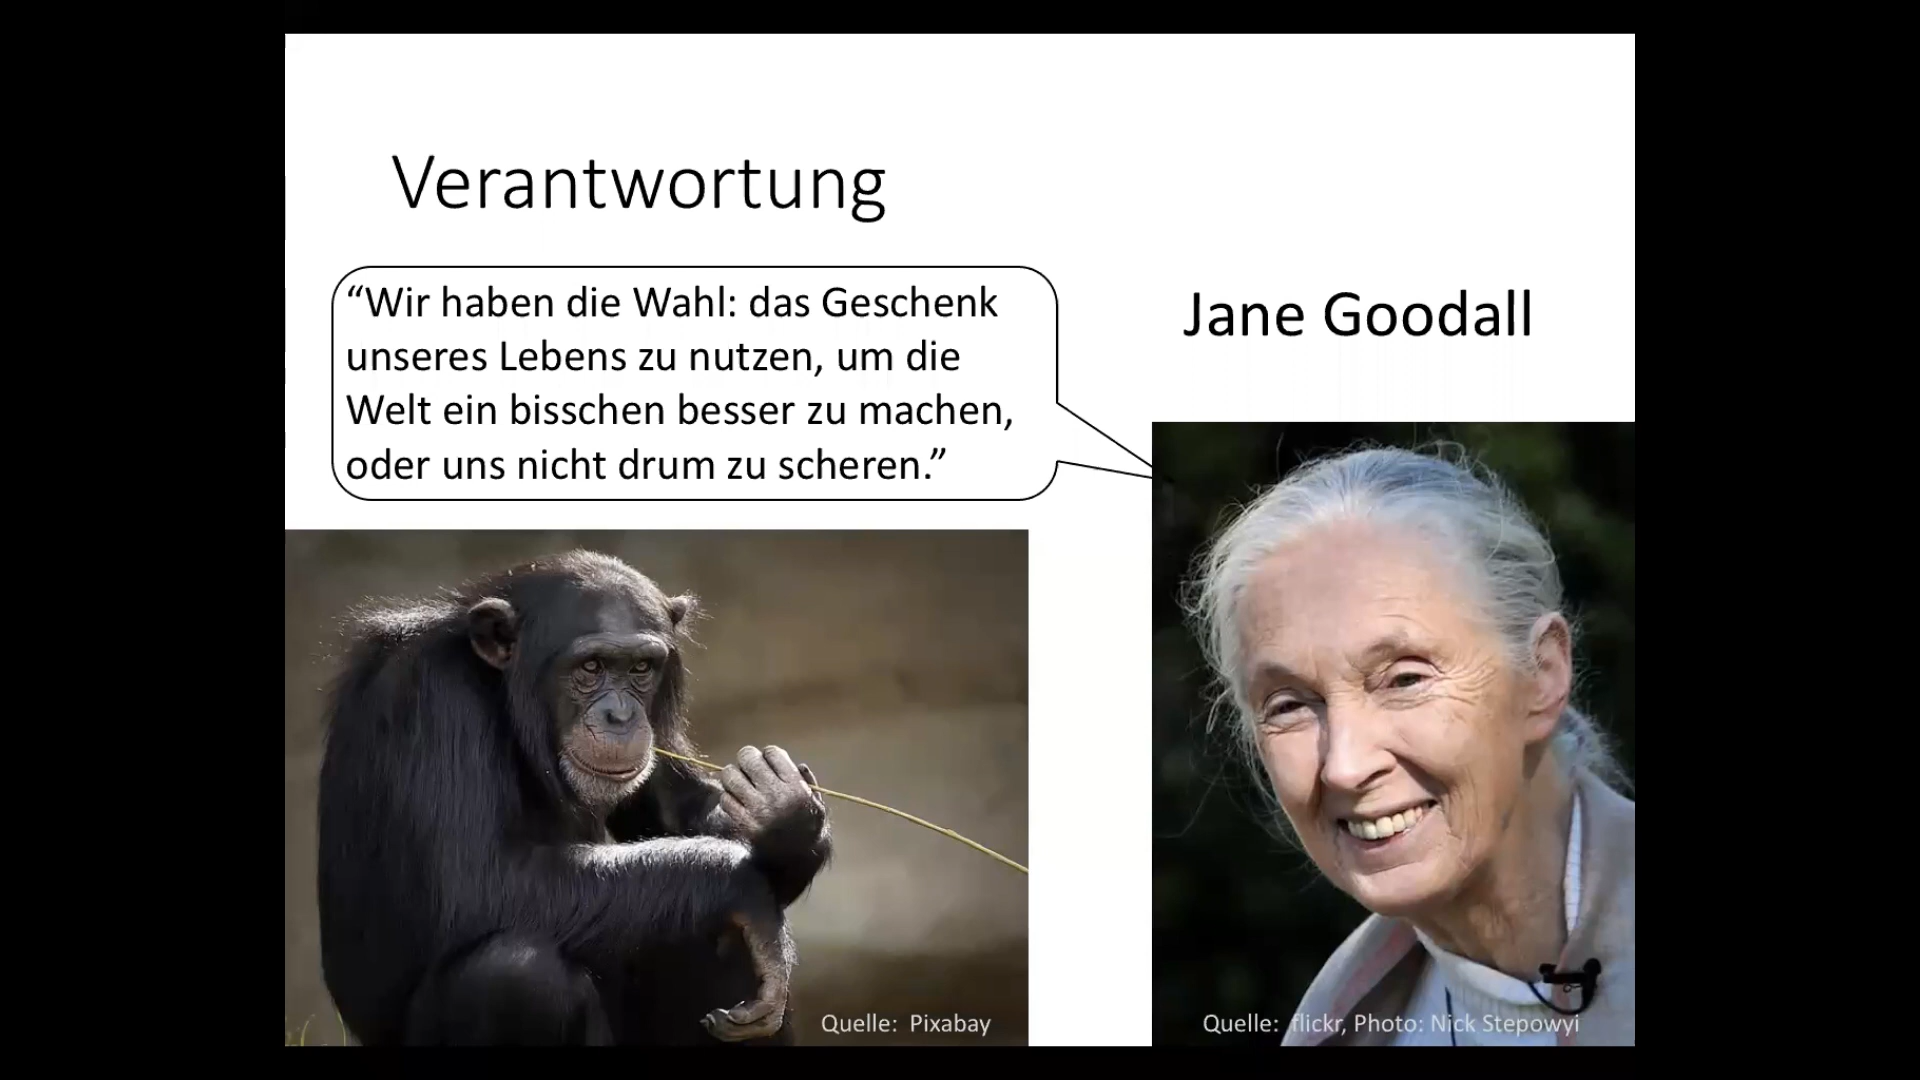 Verantwortung
“Wir haben die Wahl: das Geschenk
unseres Lebens zu nutzen, um die
Welt ein bisschen besser zu machen,
oder uns nicht drum zu scheren.”
Jane Goodall
Quelle: Pixabay
Quelle: flickr, Photo: Nick Stepowyi